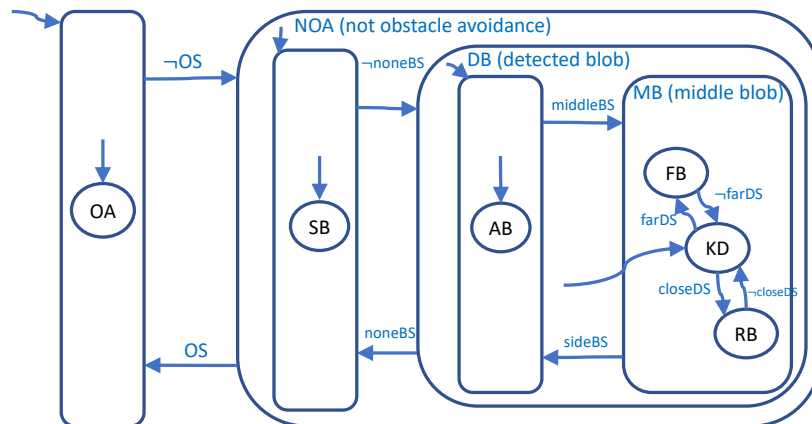 NOA (not obstacle avoidance)
¬OS
¬noneBS
DB (detected blob)
middleBS
MB (middle blob)
FB
¬farDS
farDS
OA
SB
AB
KD
closeDS
¬closeDS
RB
OS
noneBS
sideBS